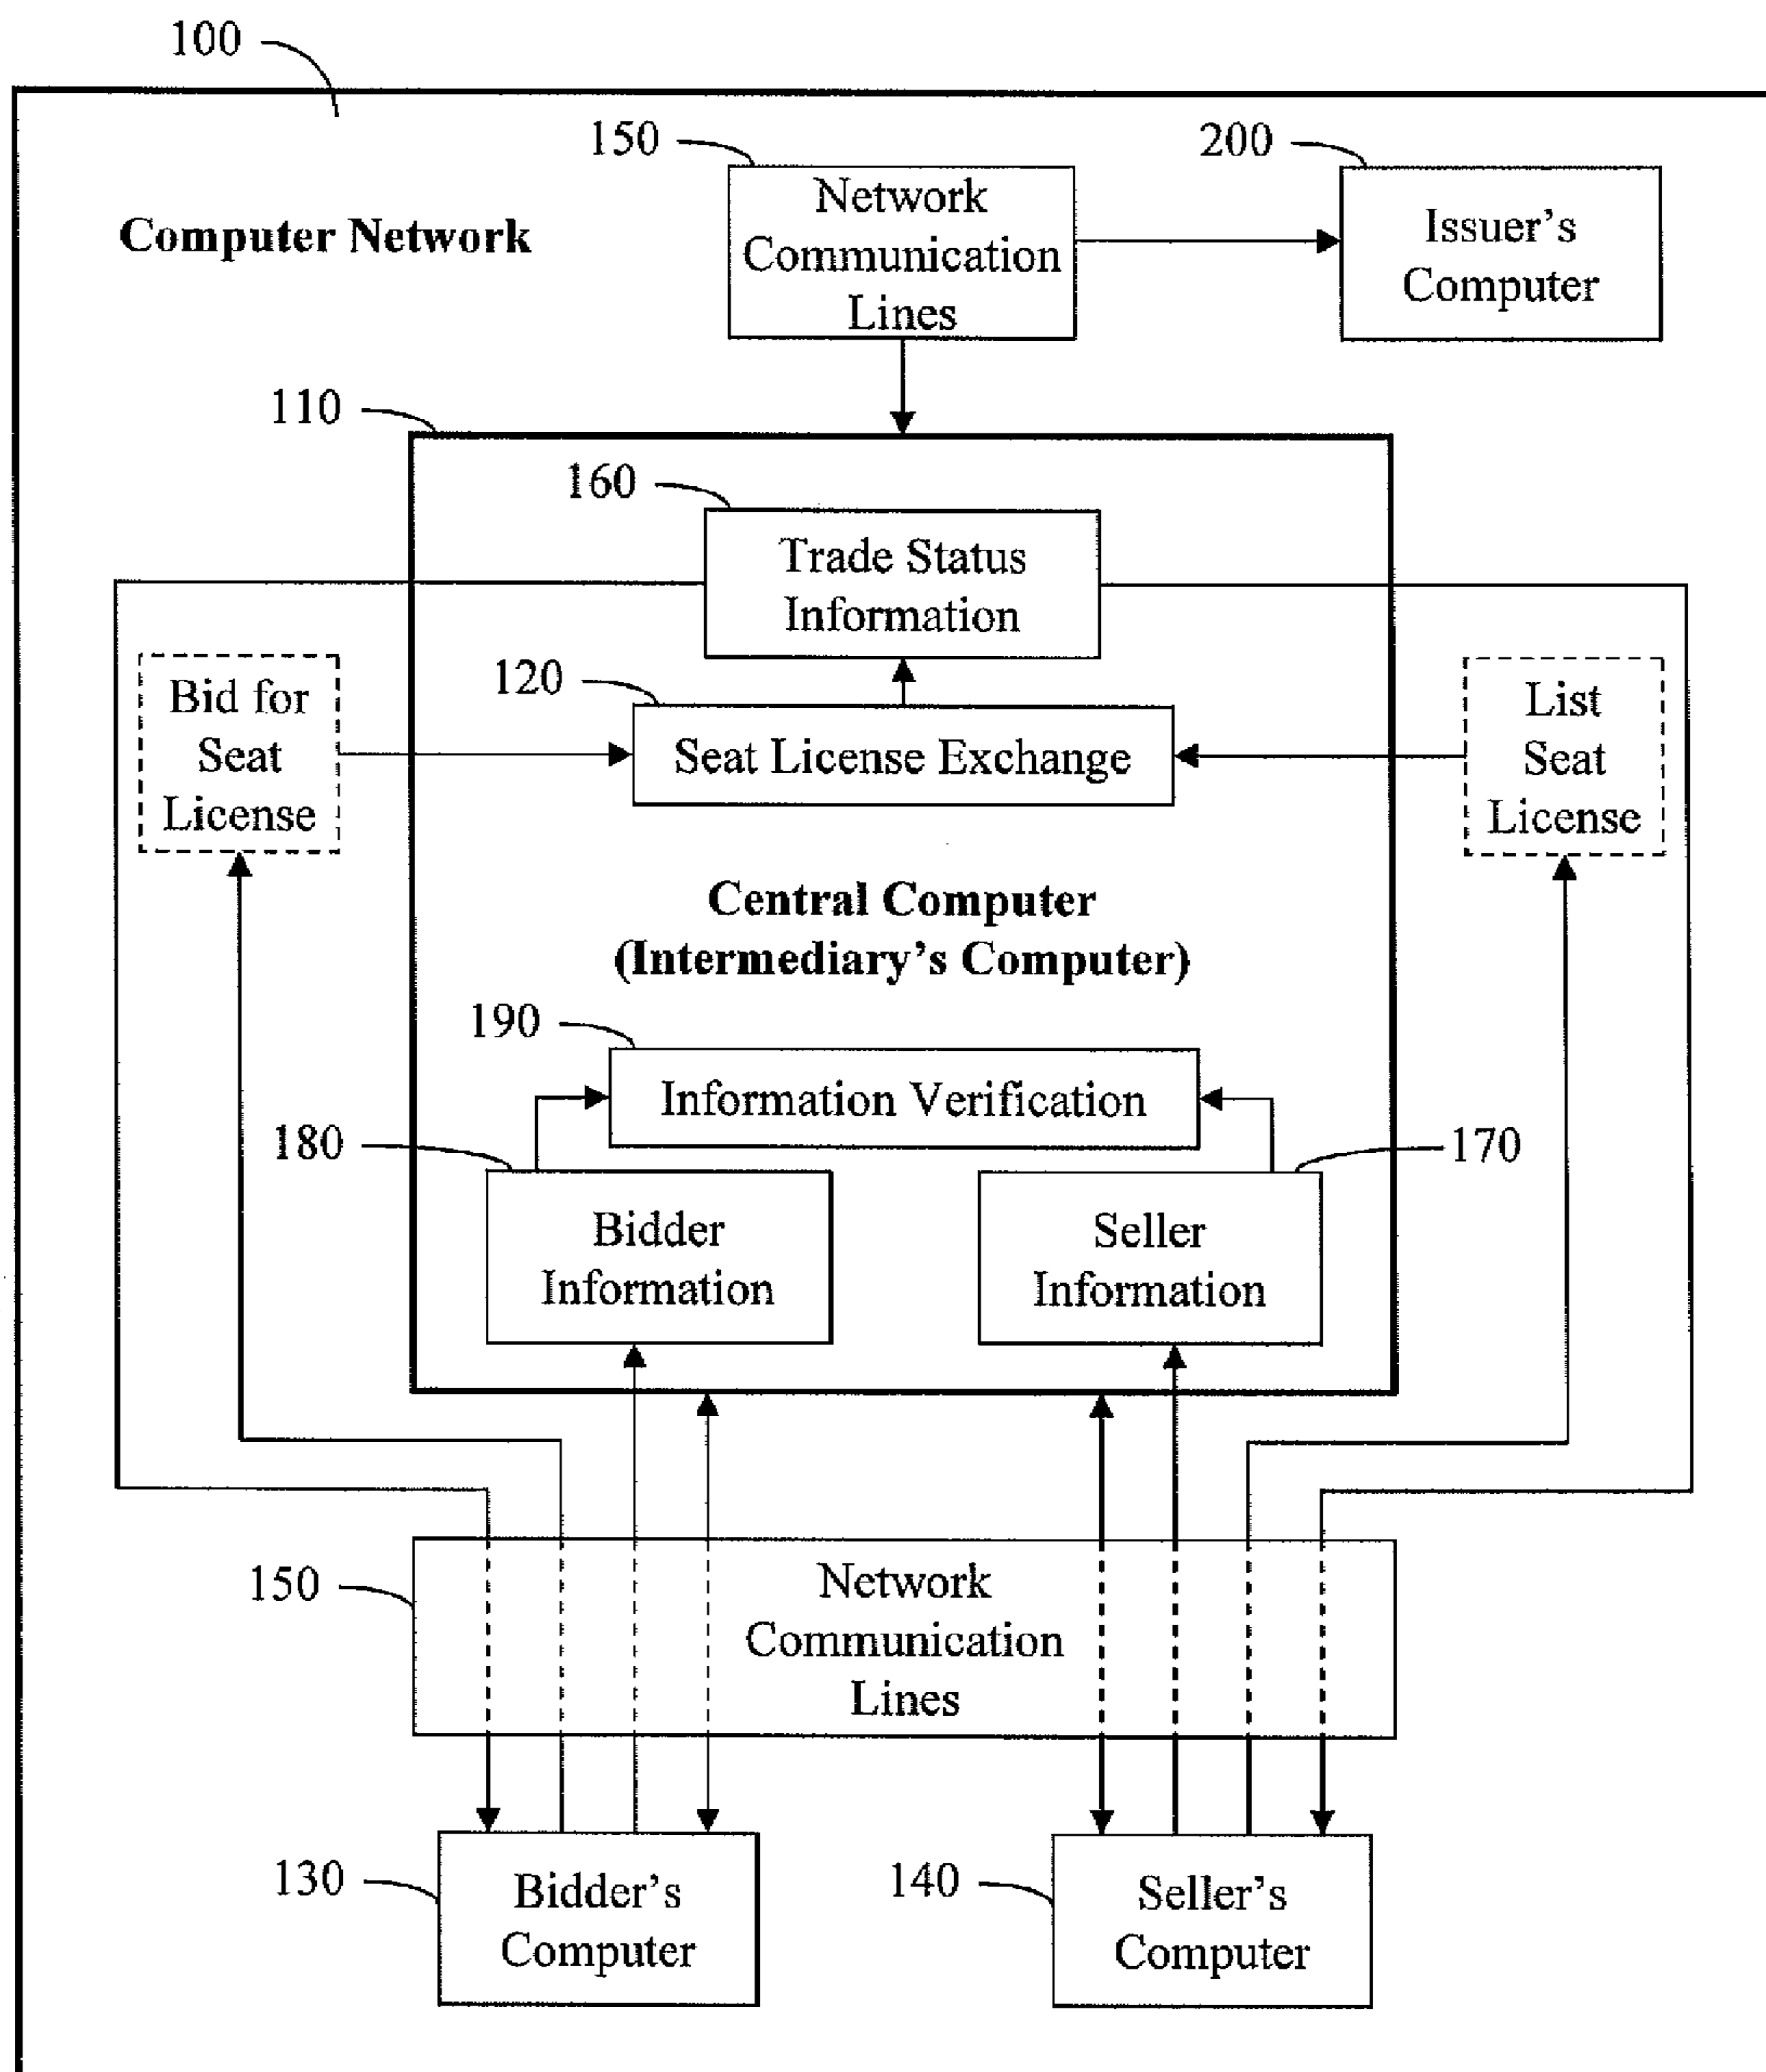 100
150
200
Computer Network
Network
Communication
Lines
Issuer's
Computer
110
160
Trade Status
Information
Bid for
Seat
License
120
Seat License Exchange
List
Seat
License
Central Computer
(Intermediary's Computer)
190
Information Verification
180
170
Bidder
Information
Seller
Information
150
Network
Communication
Lines
130
Bidder's
Computer
140
Seller's
Computer